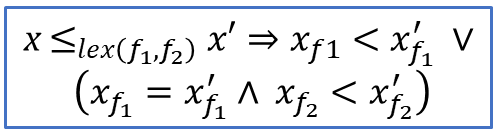 x ≤_{lex(f_1,f_2)} x′ ⇒ x_{f1} < x′_{f_1} ∨
(x_{f_1} = x′_{f_1} ∧ x_{f_2} < x′_{f_2})